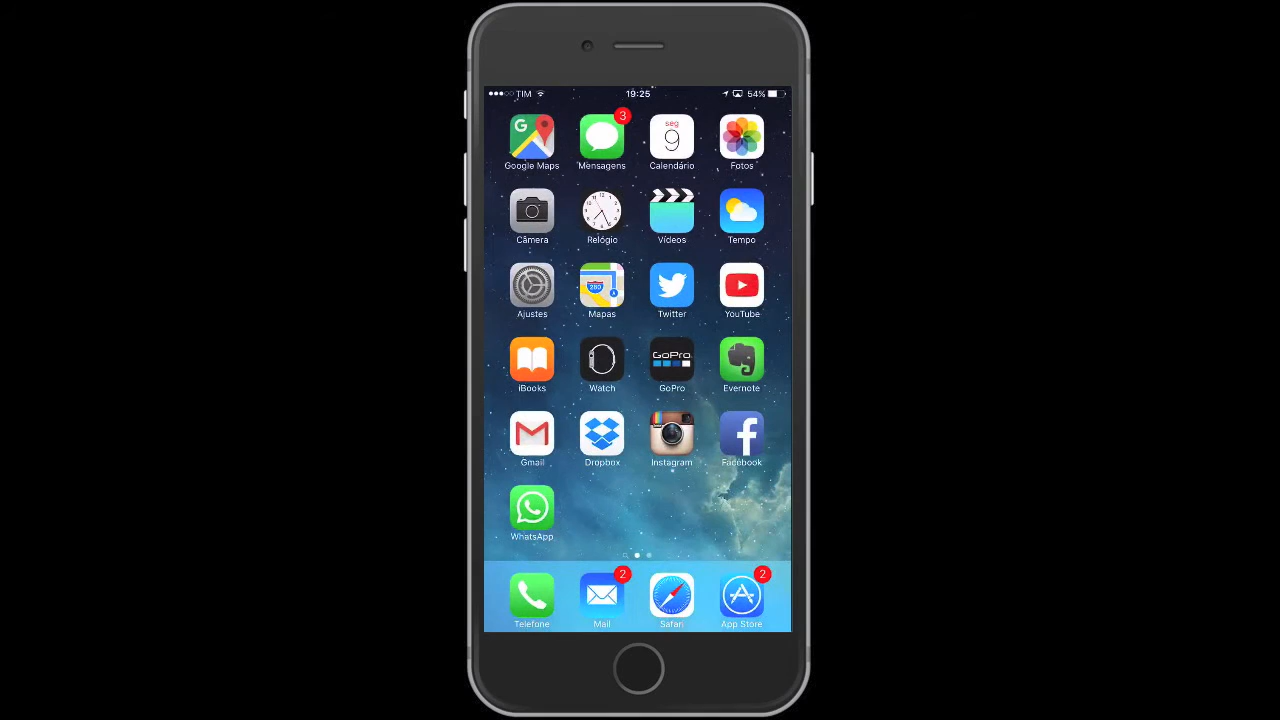 TIM 19:25 54%
3
G seg
9
Google Maps Mensagens Calendário Fotos
Câmera Relógio Vídeos Tempo
280
Ajustes Mapas Twitter YouTube
GoPro
iBooks Watch GoPro Evernote
Gmail Dropbox Instagram Facebook
WhatsApp
2 2
Telefone Mail Safari App Store